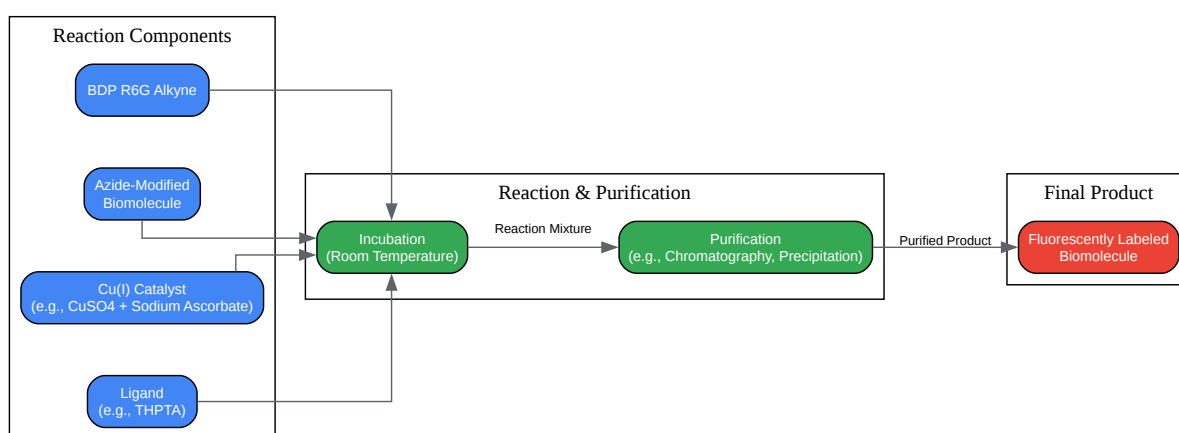 Reaction Components
BDP R6G Alkyne
Azide-Modified
Biomolecule
Cu(I) Catalyst
(e.g., CuSO4 + Sodium Ascorbate)
Ligand
(e.g., THPTA)
Reaction & Purification
Incubation
(Room Temperature)
Reaction Mixture
Purification
(e.g., Chromatography, Precipitation)
Purified Product
Final Product
Fluorescently Labeled
Biomolecule